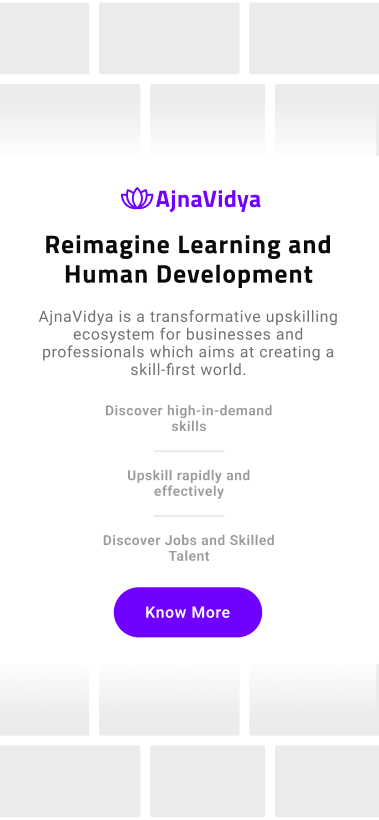 AjnaVidya
Reimagine Learning and
Human Development
AjnaVidya is a transformative upskilling
ecosystem for businesses and
professionals which aims at creating a
skill-first world.
Discover high-in-demand
skills
Upskill rapidly and
effectively
Discover Jobs and Skilled
Talent
Know More